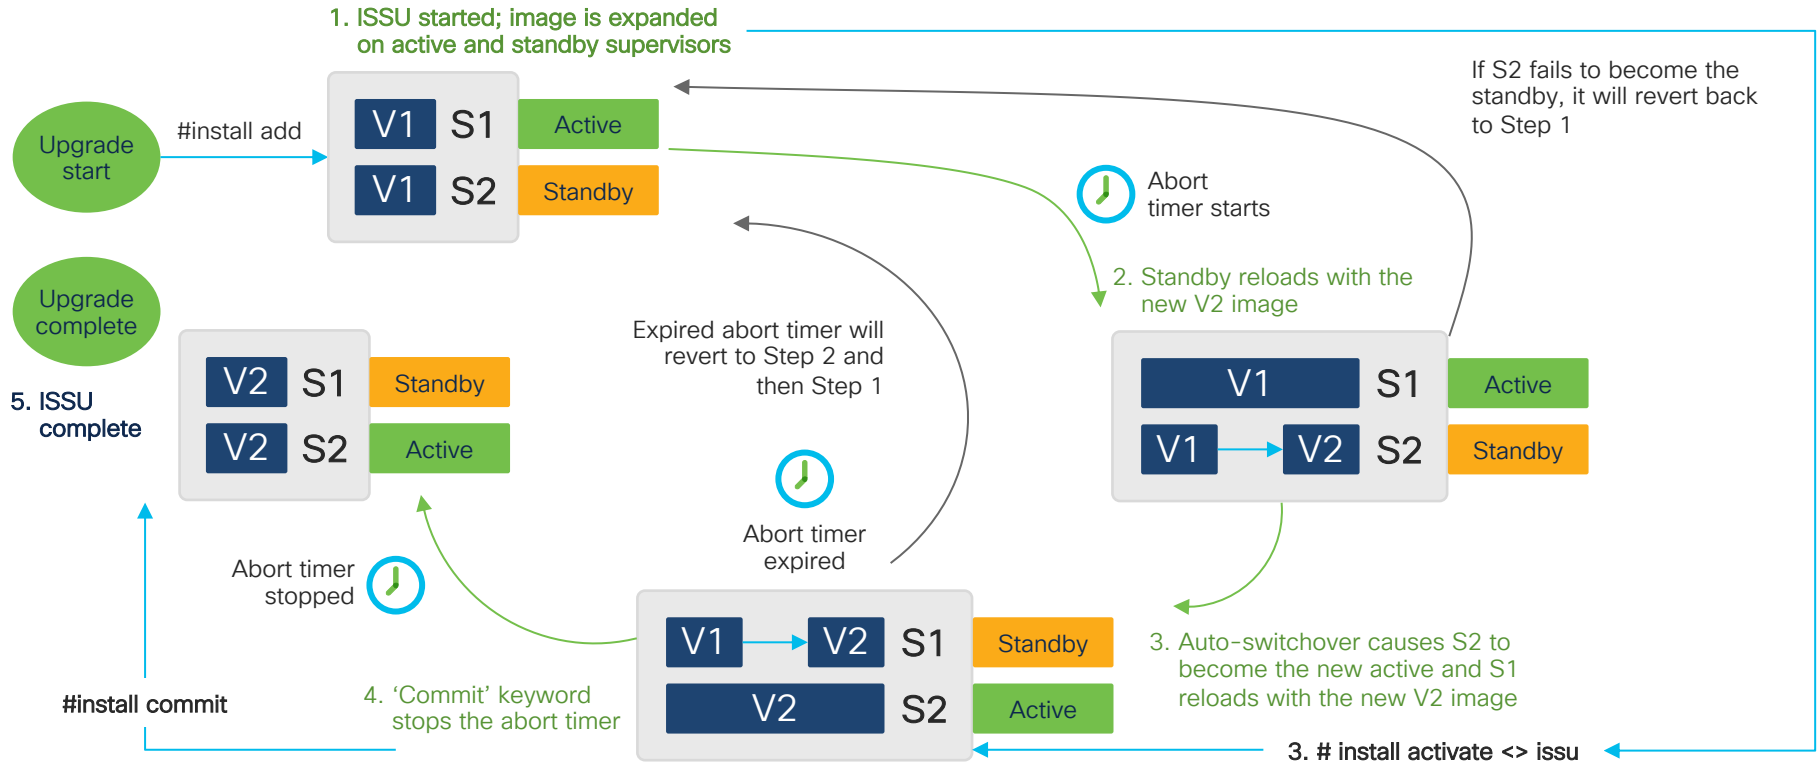 1. ISSU started; image is expanded
on active and standby supervisors
If S2 fails to become the
standby, it will revert back
to Step 1
Upgrade
start
#install add
V1 S1 Active
V1 S2 Standby
Abort
timer starts
2. Standby reloads with the
new V2 image
Upgrade
complete
5. ISSU
complete
V2 S1 Standby
V2 S2 Active
Expired abort timer will
revert to Step 2 and
then Step 1
V1 S1 Active
V1 V2 S2 Standby
Abort timer
expired
Abort timer
stopped
V1 V2 S1 Standby
V2 S2 Active
3. Auto-switchover causes S2 to
become the new active and S1
reloads with the new V2 image
4. ‘Commit’ keyword
stops the abort timer
#install commit
3. # install activate <> issu